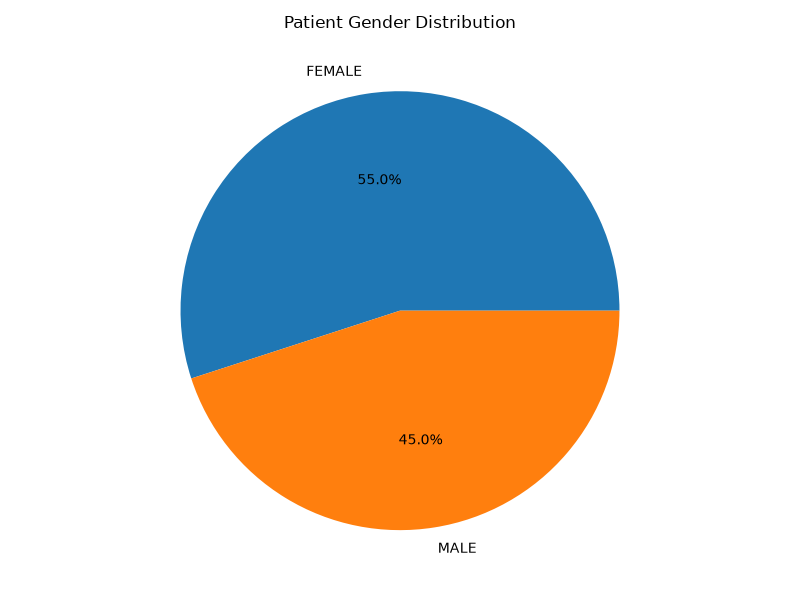 Patient Gender Distribution
FEMALE
55.0%
45.0%
MALE